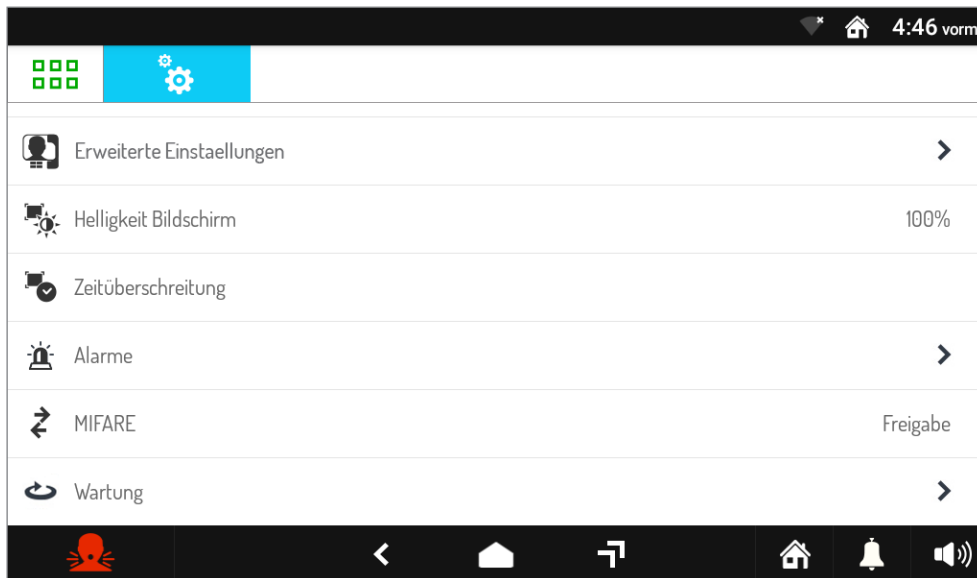 4:46 vorm
Erweiterte Einstaellungen
Helligkeit Bildschirm 100%
Zeitüberschreitung
Alarme
MIFARE Freigabe
Wartung